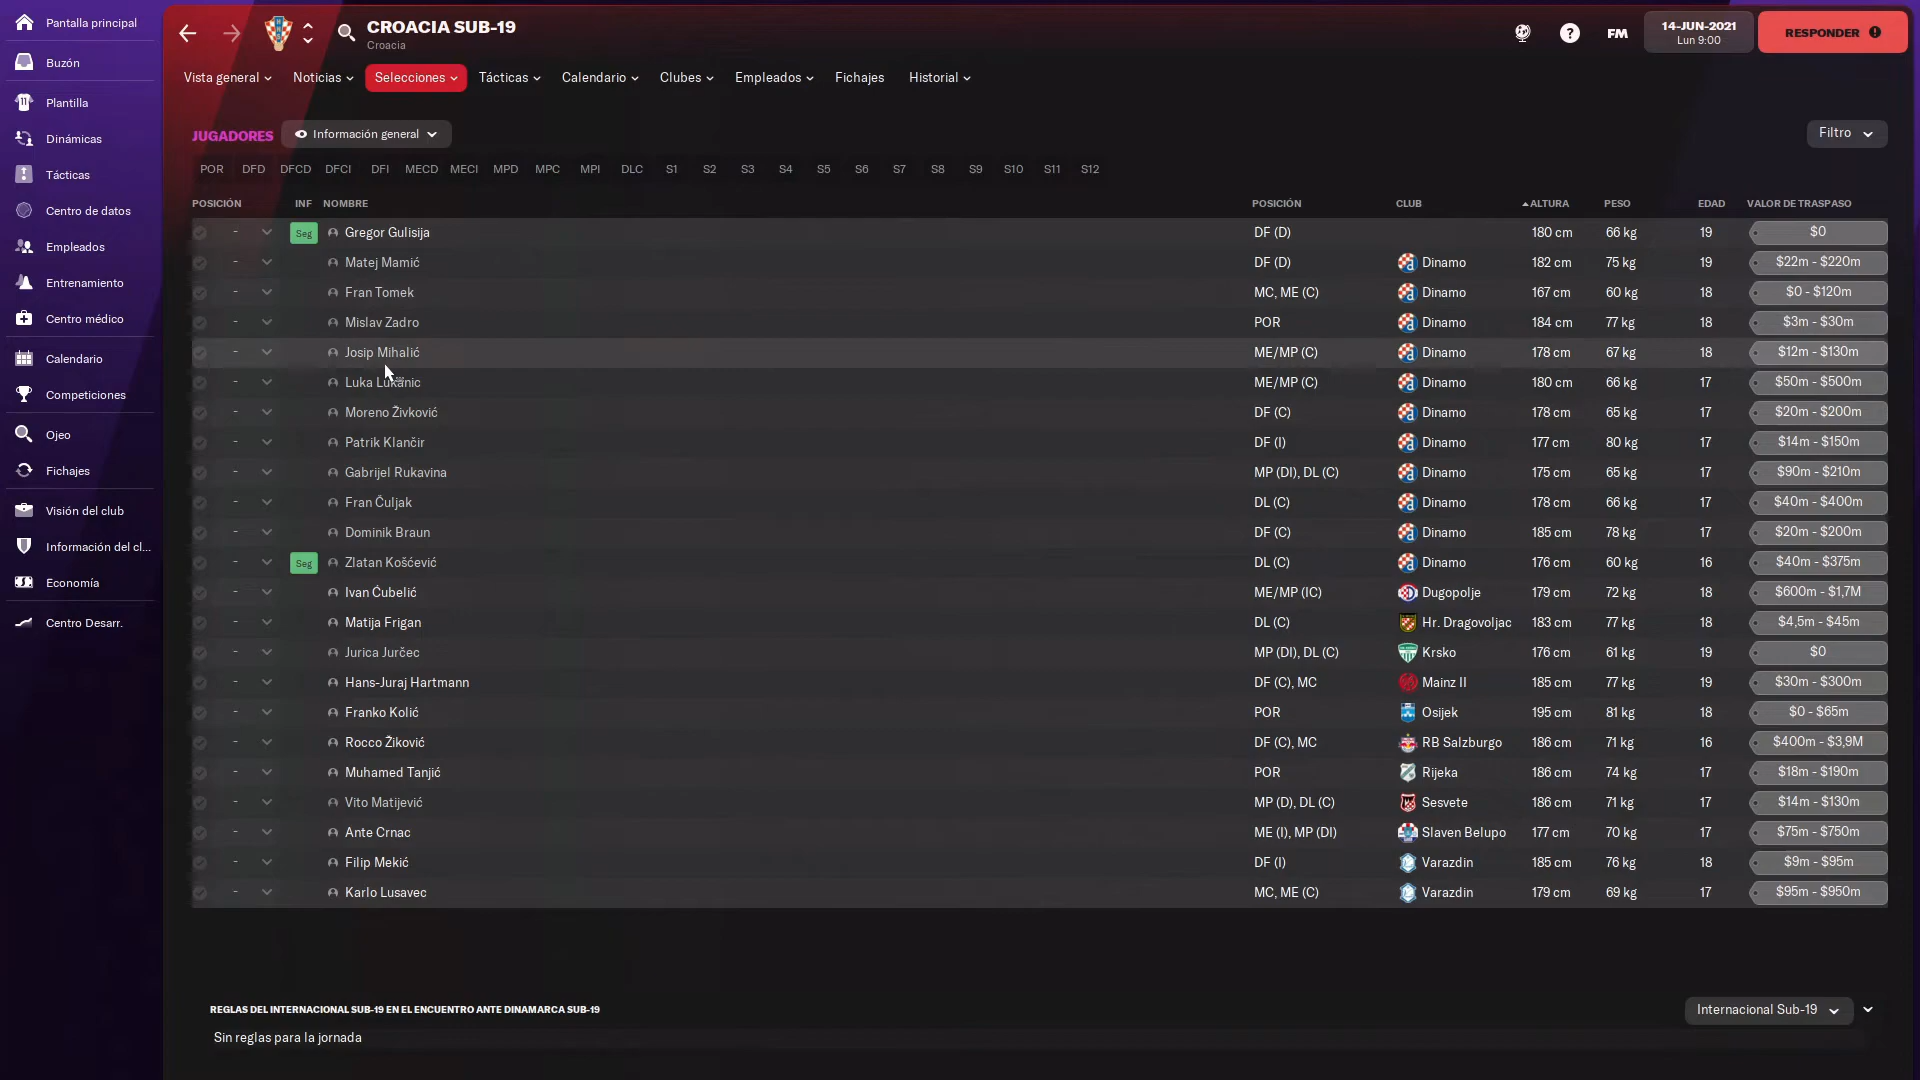 Pantalla principal
Buzón
Plantilla
Dinámicas
Tácticas
Centro de datos
Empleados
Entrenamiento
Centro médico
Calendario
Competiciones
Ojeo
Fichajes
Visión del club
Información del cl...
Economía
Centro Desarr.
CROACIA SUB-19
Croacia
FM
14-JUN-2021
Lun 9:00
RESPONDER
Vista general Noticias Selecciones Tácticas Calendario Clubes Empleados Fichajes Historial
JUGADORES Información general Filtro
POR DFD DFCD DFCI DFI MECD MECI MPD MPC MPI DLC S1 S2 S3 S4 S5 S6 S7 S8 S9 S10 S11 S12
POSICIÓN INF NOMBRE POSICIÓN CLUB ALTURA PESO EDAD VALOR DE TRASPASO
- Seg Gregor Gulisija DF (D) 180 cm 66 kg 19 $0
- Matej Mamić DF (D) Dinamo 182 cm 75 kg 19 $22m - $220m
- Fran Tomek MC, ME (C) Dinamo 167 cm 60 kg 18 $0 - $120m
- Mislav Zadro POR Dinamo 184 cm 77 kg 18 $3m - $30m
- Josip Mihalić ME/MP (C) Dinamo 178 cm 67 kg 18 $12m - $130m
- Luka Lukanic ME/MP (C) Dinamo 180 cm 66 kg 17 $50m - $500m
- Moreno Živković DF (C) Dinamo 178 cm 65 kg 17 $20m - $200m
- Patrik Klančir DF (I) Dinamo 177 cm 80 kg 17 $14m - $150m
- Gabrijel Rukavina MP (DI), DL (C) Dinamo 175 cm 65 kg 17 $90m - $210m
- Fran Čuljak DL (C) Dinamo 178 cm 66 kg 17 $40m - $400m
- Dominik Braun DF (C) Dinamo 185 cm 78 kg 17 $20m - $200m
- Seg Zlatan Košćević DL (C) Dinamo 176 cm 60 kg 16 $40m - $375m
- Ivan Ćubelić ME/MP (IC) Dugopolje 179 cm 72 kg 18 $600m - $1,7M
- Matija Frigan DL (C) Hr. Dragovoljac 183 cm 77 kg 18 $4,5m - $45m
- Jurica Jurčec MP (DI), DL (C) Krsko 176 cm 61 kg 19 $0
- Hans-Juraj Hartmann DF (C), MC Mainz II 185 cm 77 kg 19 $30m - $300m
- Franko Kolić POR Osijek 195 cm 81 kg 18 $0 - $65m
- Rocco Žiković DF (C), MC RB Salzburgo 186 cm 71 kg 16 $400m - $3,9M
- Muhamed Tanjić POR Rijeka 186 cm 74 kg 17 $18m - $190m
- Vito Matijević MP (D), DL (C) Sesvete 186 cm 71 kg 17 $14m - $130m
- Ante Crnac ME (I), MP (DI) Slaven Belupo 177 cm 70 kg 17 $75m - $750m
- Filip Mekić DF (I) Varazdin 185 cm 76 kg 18 $9m - $95m
- Karlo Lusavec MC, ME (C) Varazdin 179 cm 69 kg 17 $95m - $950m
REGLAS DEL INTERNACIONAL SUB-19 EN EL ENCUENTRO ANTE DINAMARCA SUB-19 Internacional Sub-19
Sin reglas para la jornada